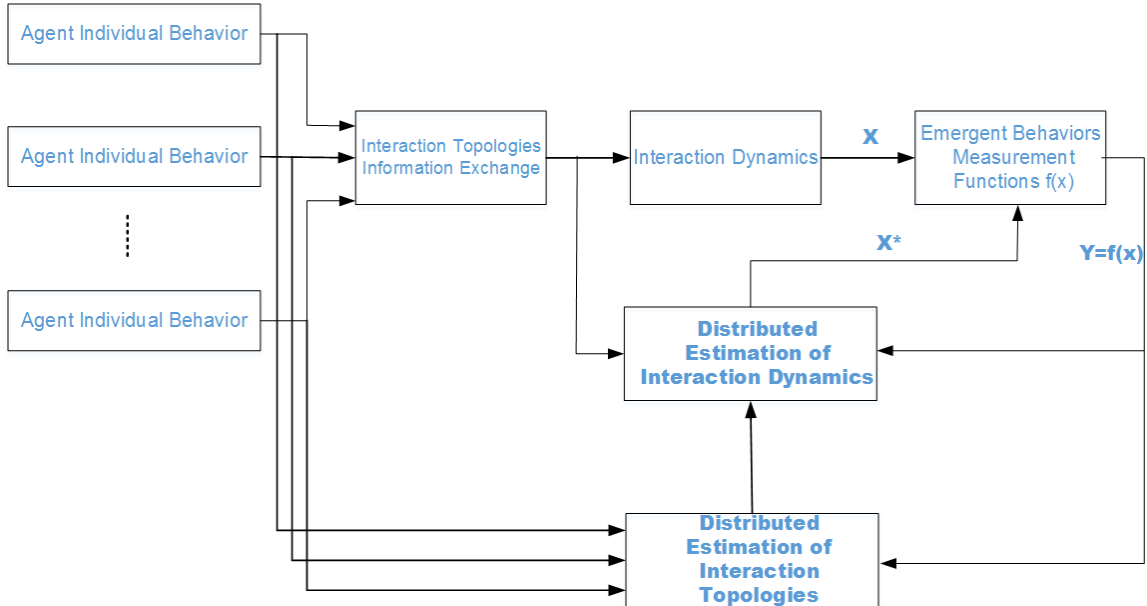 Agent Individual Behavior
Agent Individual Behavior
Agent Individual Behavior
Interaction Topologies
Information Exchange
Interaction Dynamics
X
Emergent Behaviors
Measurement
Functions f(x)
X*
Y=f(x)
Distributed
Estimation of
Interaction Dynamics
Distributed
Estimation of
Interaction
Topologies